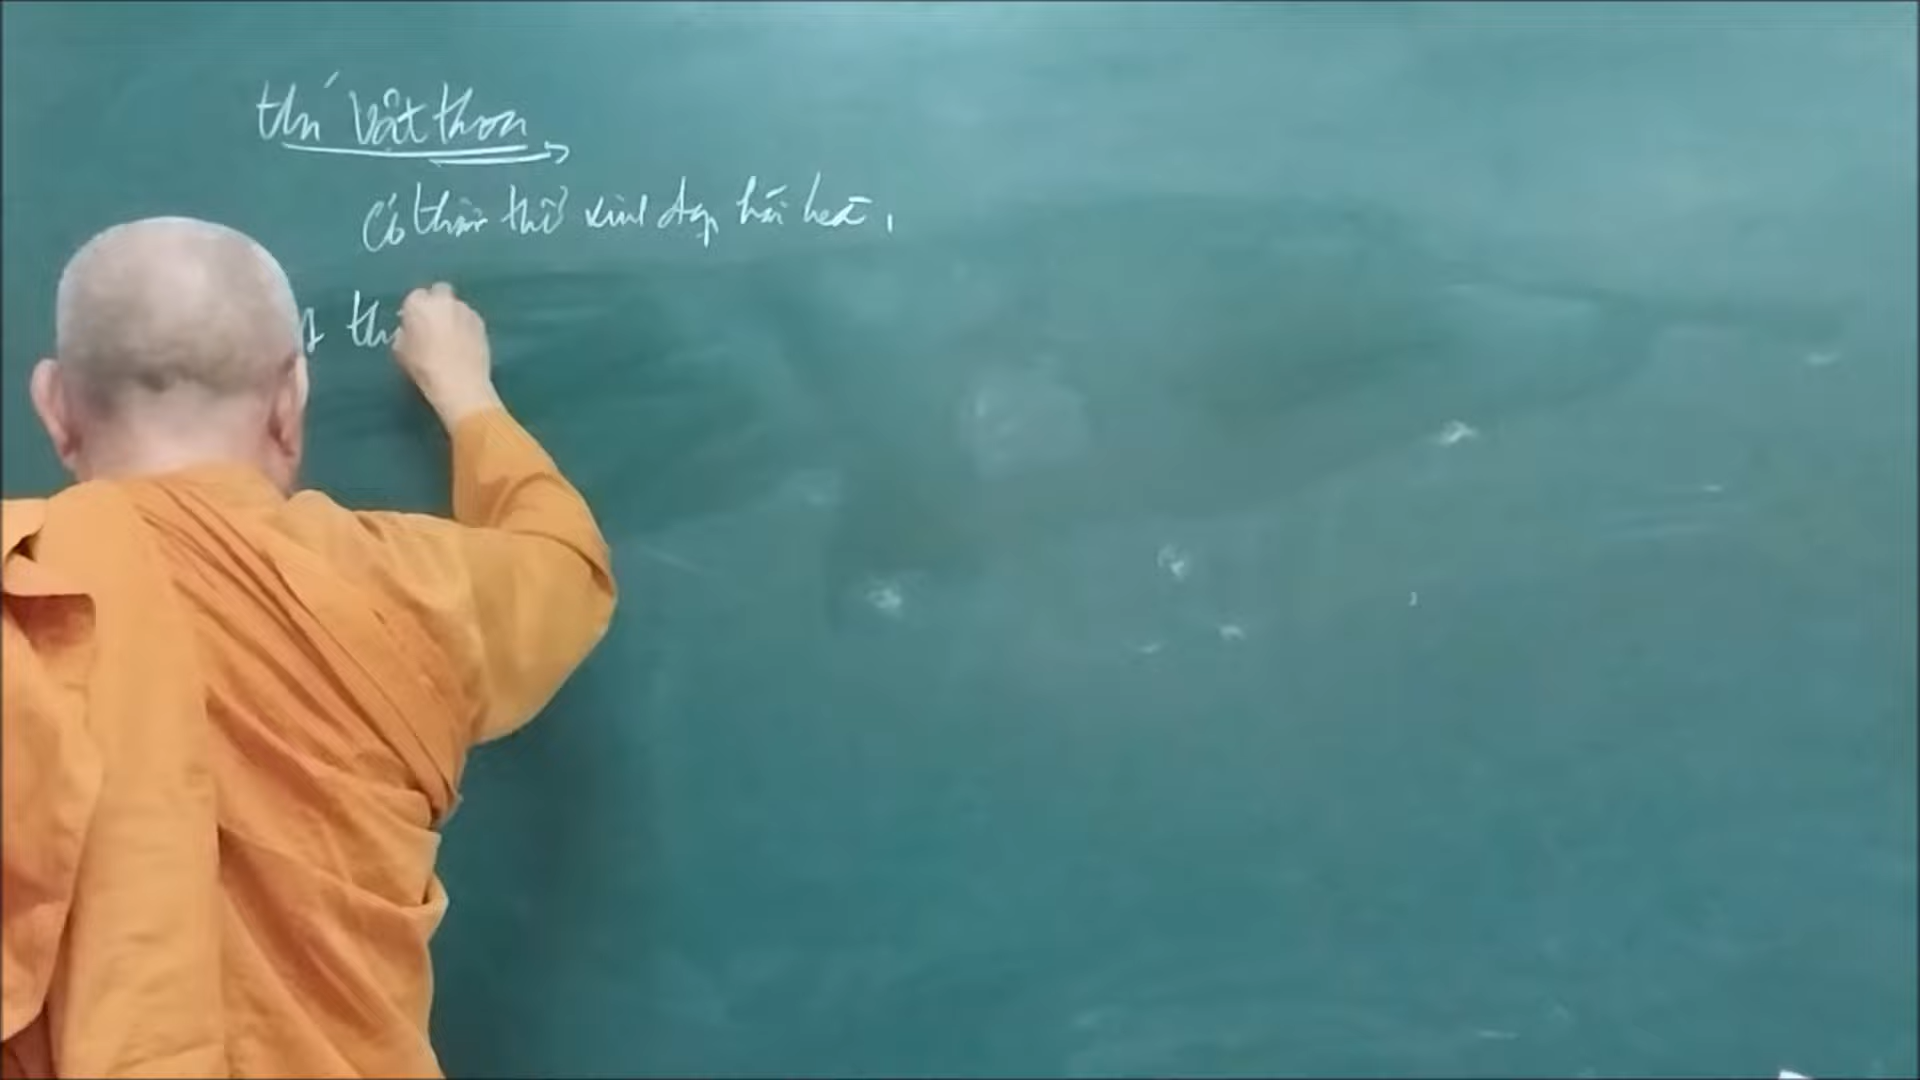 thí vật thơm
Có thân thể xinh đẹp hài hoà,